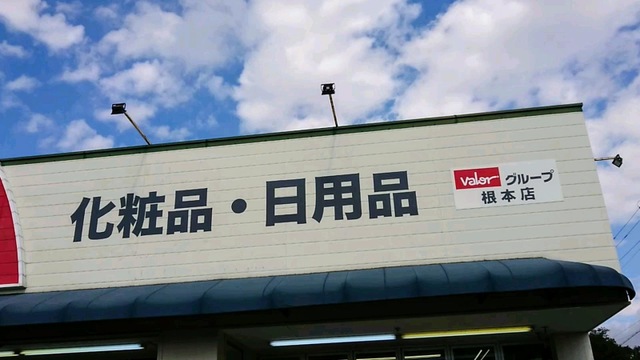 化粧品・日用品
valor グループ
根本店